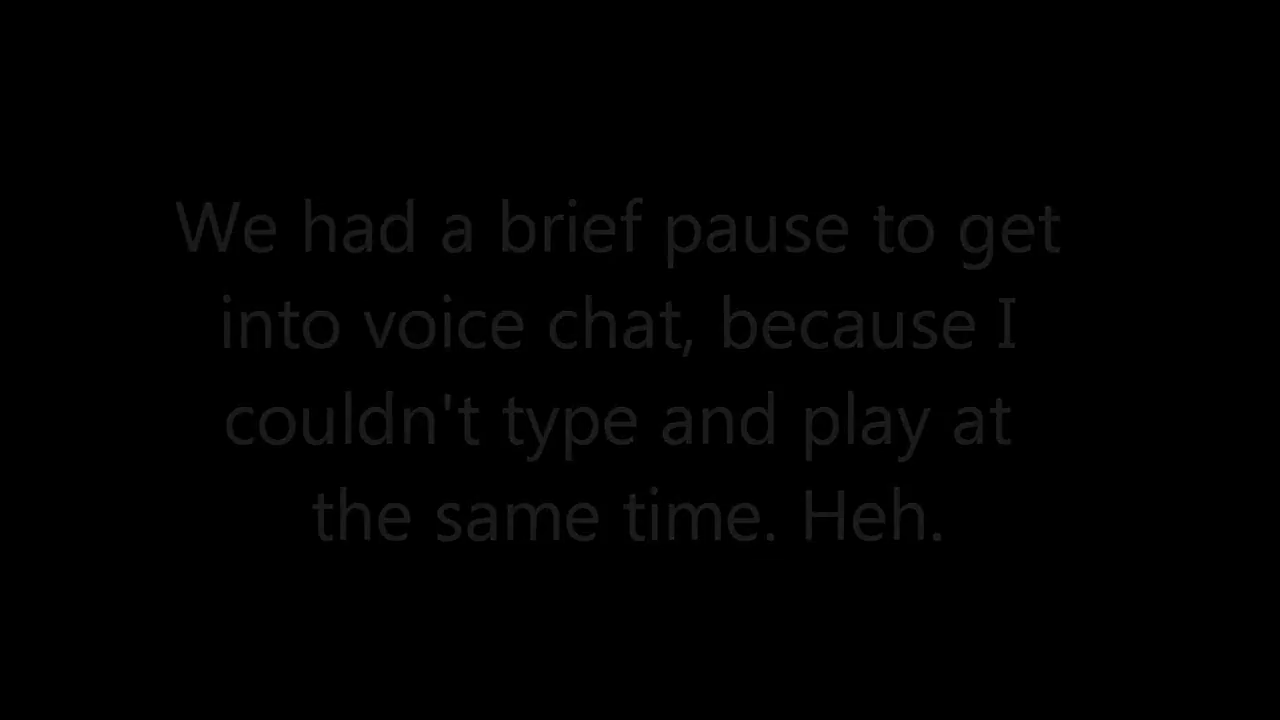 We had a brief pause to get
into voice chat, because I
couldn't type and play at
the same time. Heh.